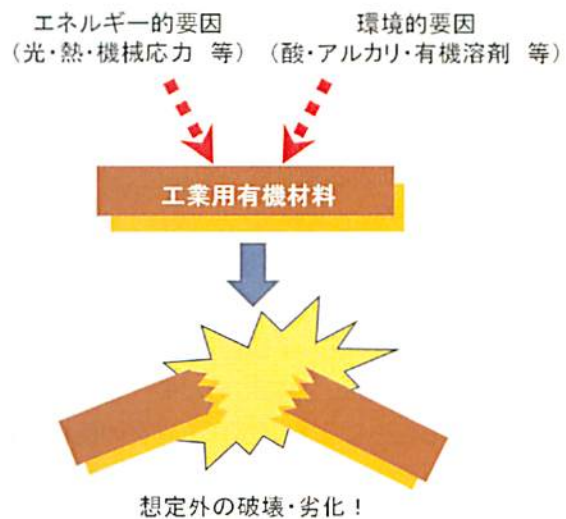 エネルギー的要因
(光・熱・機械応力 等)
環境的要因
(酸・アルカリ・有機溶剤 等)
工業用有機材料
想定外の破壊・劣化！